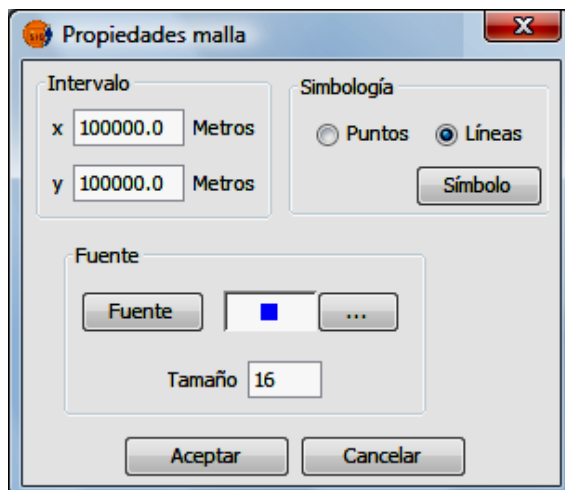 Propiedades malla
Intervalo
x 100000.0 Metros
y 100000.0 Metros
Simbología
Puntos Líneas
Símbolo
Fuente
Fuente ...
Tamaño 16
Aceptar Cancelar